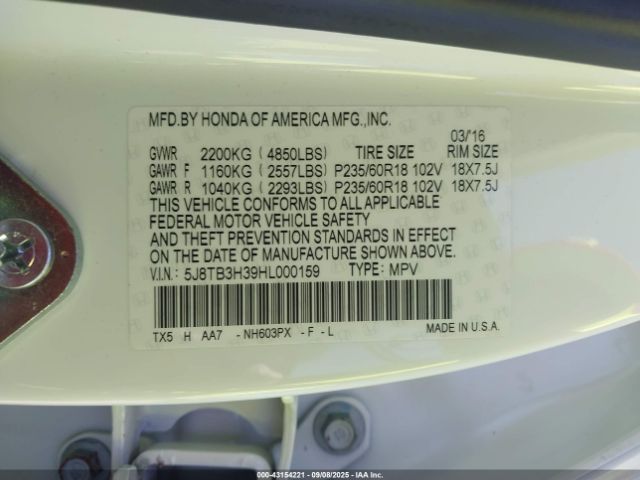 MFD.BY HONDA OF AMERICA MFG.,INC.
03/'16
GVWR 2200KG (4850LBS) TIRE SIZE RIM SIZE
GAWR F 1160KG (2557LBS) P235/60R18 102V 18X7.5J
GAWR R 1040KG (2293LBS) P235/60R18 102V 18X7.5J
THIS VEHICLE CONFORMS TO ALL APPLICABLE
FEDERAL MOTOR VEHICLE SAFETY
AND THEFT PREVENTION STANDARDS IN EFFECT
ON THE DATE OF MANUFACTURE SHOWN ABOVE.
V.I.N.: 5J8TB3H39HL000159 TYPE: MPV
TX5 H AA7 - NH603PX - F - L MADE IN U.S.A.
000-43154221 - 09/08/2025 - IAA Inc.